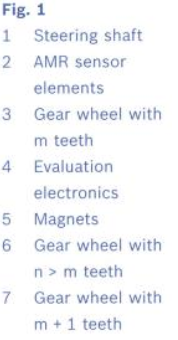 Fig. 1
1 Steering shaft
2 AMR sensor
elements
3 Gear wheel with
m teeth
4 Evaluation
electronics
5 Magnets
6 Gear wheel with
n > m teeth
7 Gear wheel with
m + 1 teeth